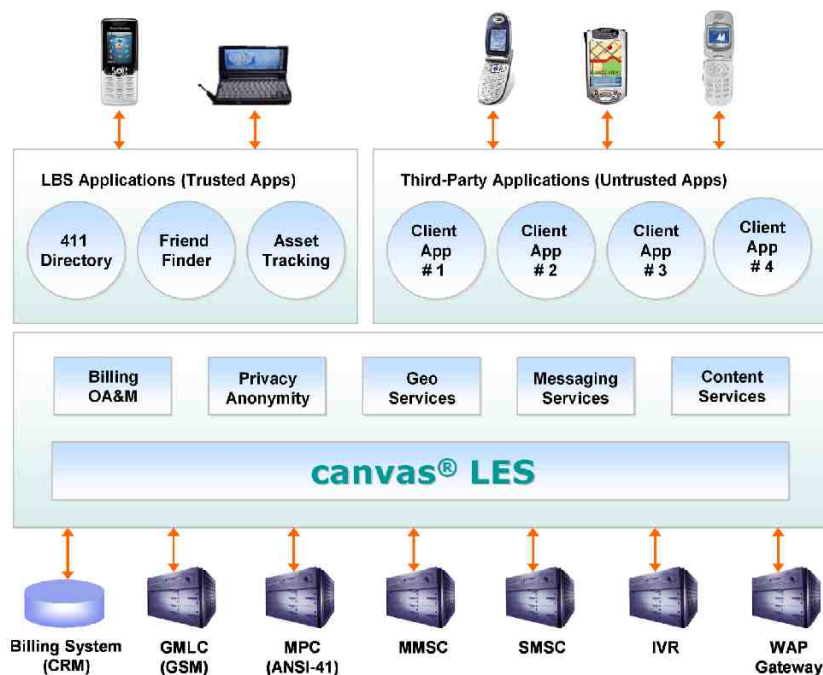 LBS Applications (Trusted Apps)
411
Directory
Friend
Finder
Asset
Tracking
Third-Party Applications (Untrusted Apps)
Client
App
# 1
Client
App
# 2
Client
App
# 3
Client
App
# 4
Billing
OA&M
Privacy
Anonymity
Geo
Services
Messaging
Services
Content
Services
canvas® LES
Billing System
(CRM)
GMLC
(GSM)
MPC
(ANSI-41)
MMSC
SMSC
IVR
WAP
Gateway